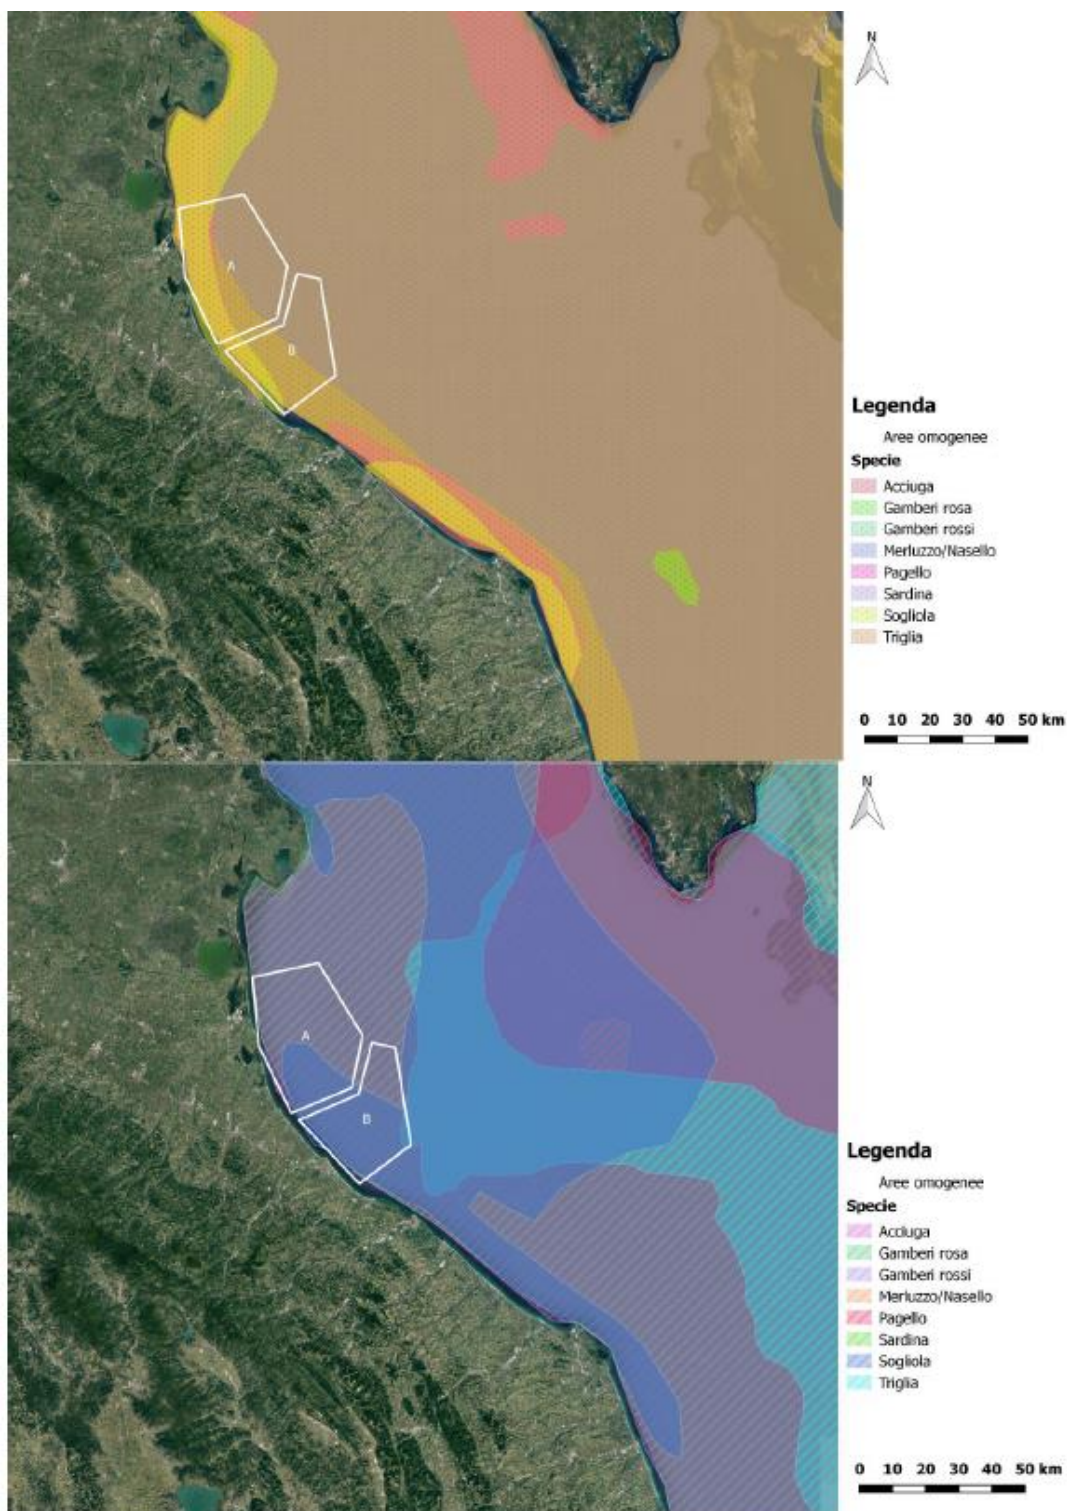 N
A
B
Legenda
Aree omogenee
Specie
Acciuga
Gamberi rosa
Gamberi rossi
Merluzzo/Nasello
Pagello
Sardina
Sogliola
Triglia
0 10 20 30 40 50 km
N
A
B
Legenda
Aree omogenee
Specie
Acciuga
Gamberi rosa
Gamberi rossi
Merluzzo/Nasello
Pagello
Sardina
Sogliola
Triglia
0 10 20 30 40 50 km